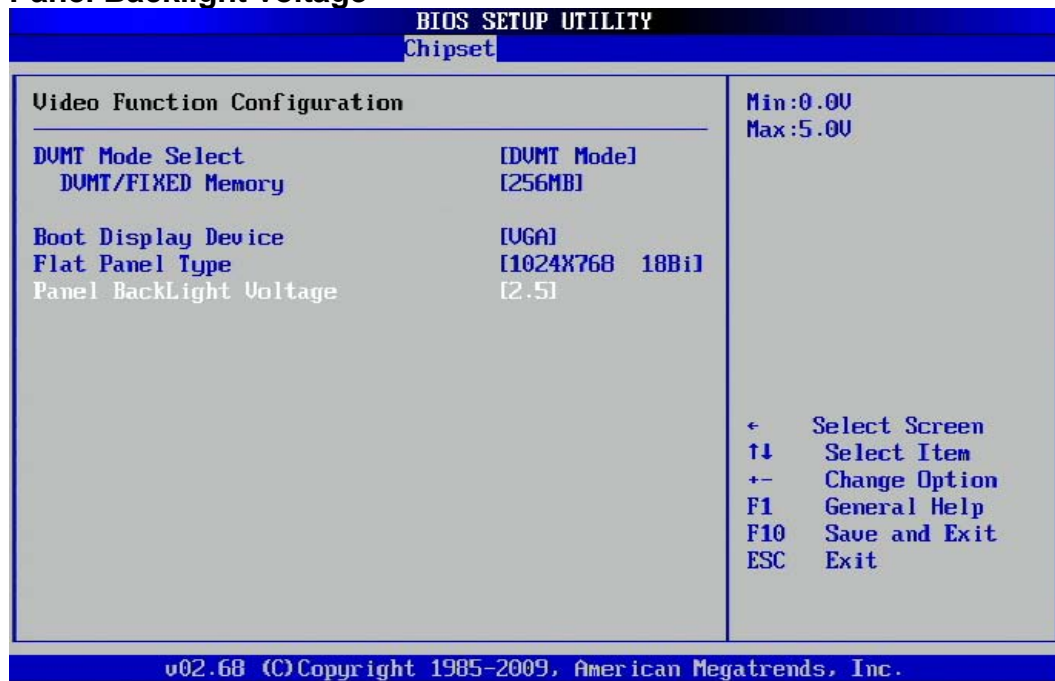 Panel Backlight Voltage
BIOS SETUP UTILITY
Chipset
Video Function Configuration
DVMT Mode Select [DVMT Mode]
DVMT/FIXED Memory [256MB]
Boot Display Device [VGA]
Flat Panel Type [1024X768 18Bi]
Panel BackLight Voltage [2.5]
Min:0.0V
Max:5.0V
← Select Screen
↑↓ Select Item
+- Change Option
F1 General Help
F10 Save and Exit
ESC Exit
v02.68 (C)Copyright 1985-2009, American Megatrends, Inc.